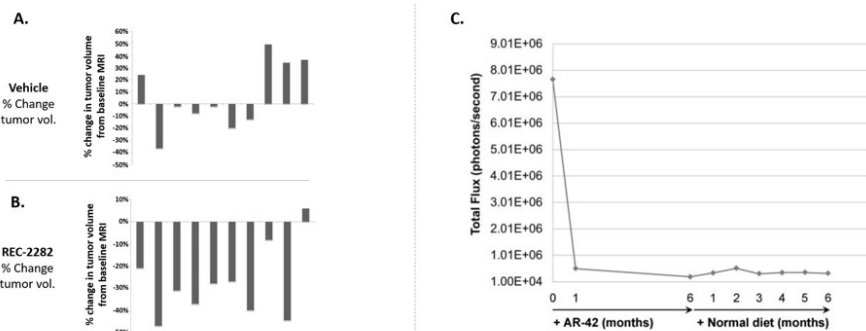 A.
Vehicle
% Change
tumor vol.
% change in tumor volume
from baseline MRI
60%
50%
40%
30%
20%
10%
0%
-10%
-20%
-30%
-40%
-50%
B.
REC-2282
% Change
tumor vol.
% change in tumor volume
from baseline MRI
10%
0%
-10%
-20%
-30%
-40%
C.
Total Flux (photons/second)
9.01E+06
8.01E+06
7.01E+06
6.01E+06
5.01E+06
4.01E+06
3.01E+06
2.01E+06
1.01E+06
1.00E+04
0 1 6 1 2 3 4 5 6
+ AR-42 (months) + Normal diet (months)